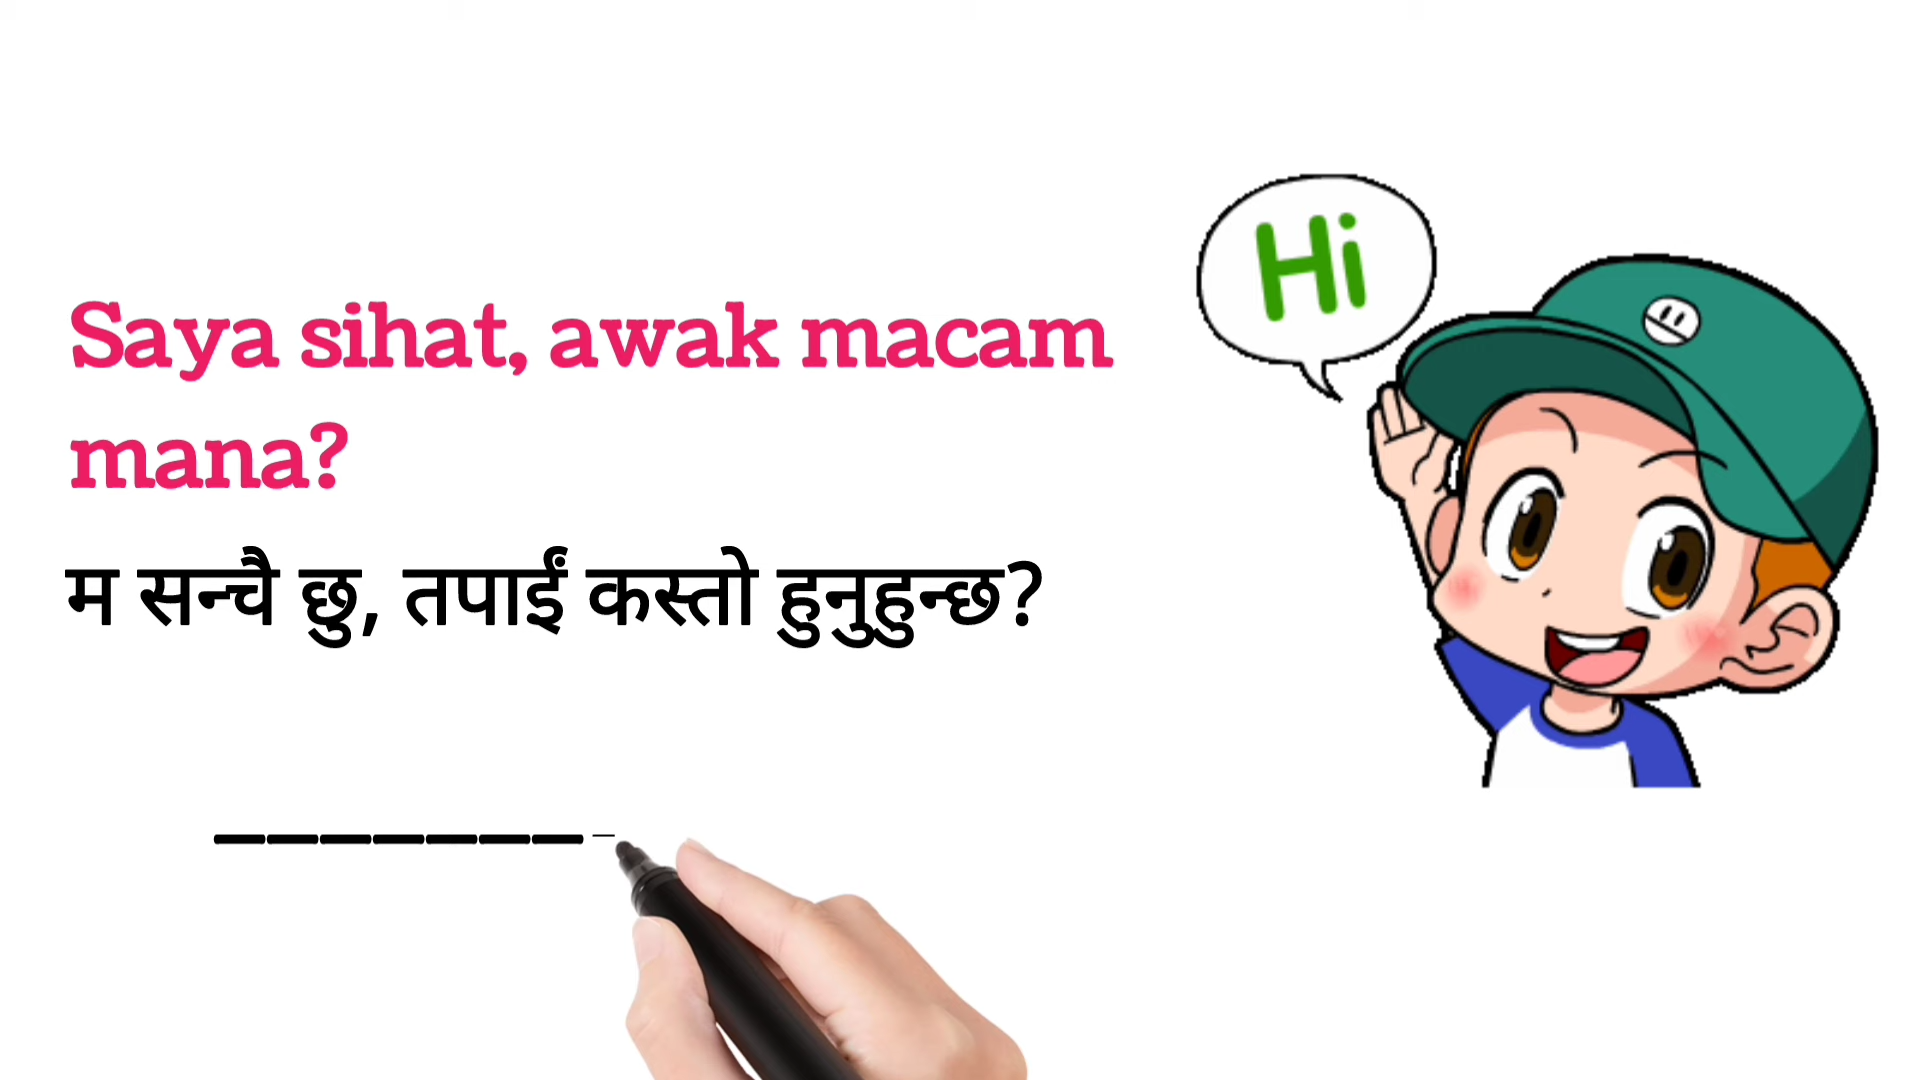 Hi
Saya sihat, awak macam
mana?
म सन्चै छु, तपाईं कस्तो हुनुहुन्छ?